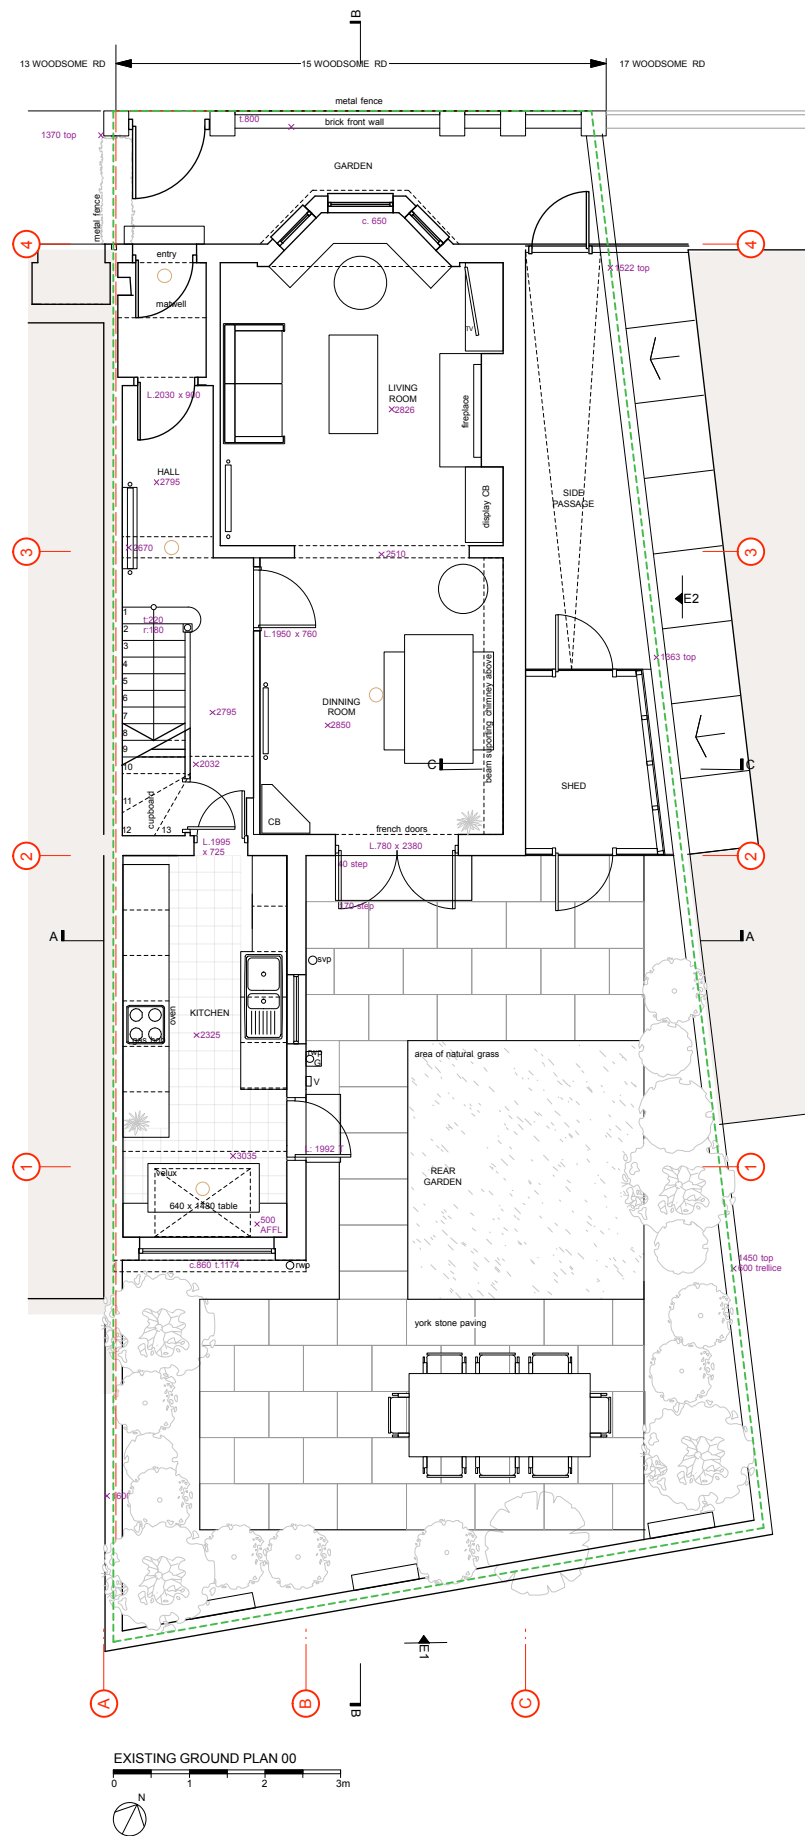 B
13 WOODSOME RD
15 WOODSOME RD
17 WOODSOME RD
metal fence
t.800
brick front wall
1370 top
GARDEN
metal fence
c. 650
4
4
entry
1522 top
matwell
TV
LIVING
ROOM
2826
L.2030 x 900
fireplace
HALL
2795
display CB
SIDE
PASSAGE
3
2670
2510
3
E2
1
t:220
2
r:180
L.1950 x 760
3
4
1363 top
5
6
DINNING
ROOM
2850
2795
7
beam suporting chimney above
8
9
2032
10
C
C
SHED
11
cupboard
12
13
CB
french doors
L.1995
x 725
L.780 x 2380
2
2
40 step
170 step
A
A
svp
KITCHEN
oven
2325
area of natural grass
rwp
G
V
L: 1992 T
1
3035
1
velux
REAR
GARDEN
640 x 1480 table
500
AFFL
1450 top
600 trellice
c.860 t.1174
rwp
york stone paving
E1
A
B
C
B
EXISTING GROUND PLAN 00
0
1
2
3m
N